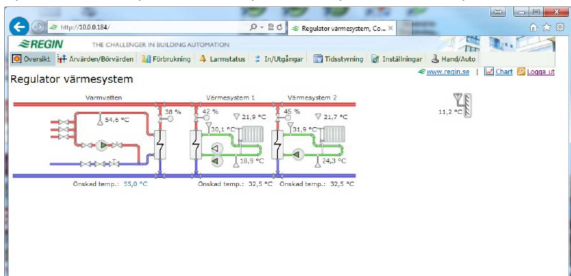 http://10.0.0.184/
Regulator värmesystem, Co...
REGIN
THE CHALLENGER IN BUILDING AUTOMATION
Översikt Ärvärden/Börvärden Förbrukning Larmstatus In/Utgångar Tidsstyrning Inställningar Hand/Auto
www.regin.se | Chart Logga ut
Regulator värmesystem
Varmvatten Värmesystem 1 Värmesystem 2
38 % 42 % 45 %
54,6 °C 21,9 °C 21,7 °C 11,2 °C
30,1 °C 31,9 °C
18,9 °C 24,3 °C
Önskad temp.: 55,0 °C Önskad temp.: 32,5 °C Önskad temp.: 32,5 °C